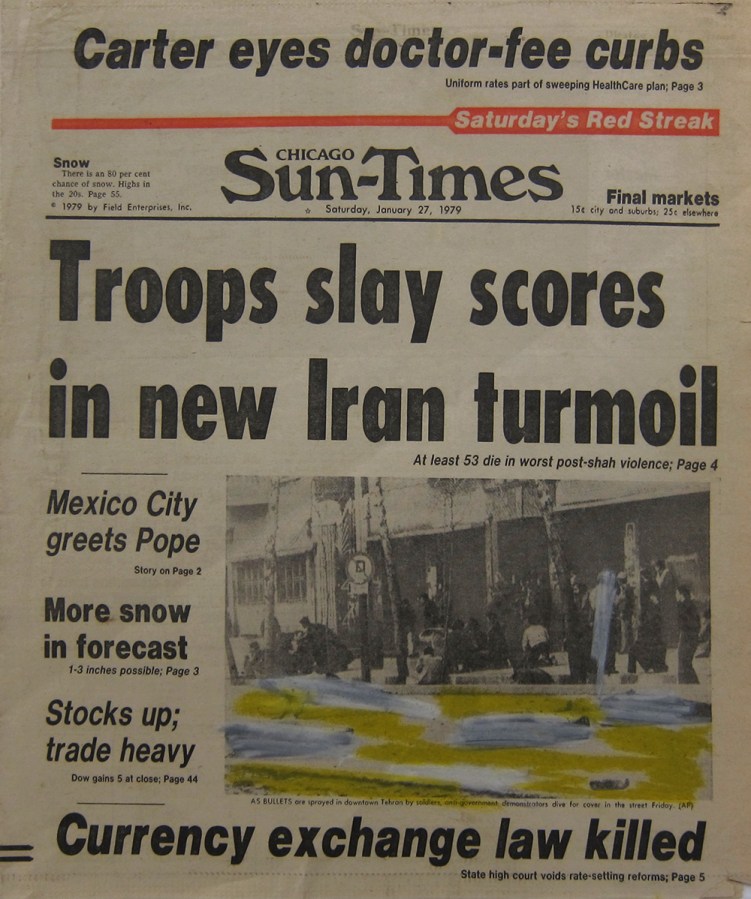 Carter eyes doctor-fee curbs
Uniform rates part of sweeping HealthCare plan; Page 3
Saturday's Red Streak
Snow
There is an 80 per cent
chance of snow. Highs in
the 20s. Page 55.
© 1979 by Field Enterprises, Inc.
CHICAGO
Sun-Times
Saturday, January 27, 1979
Final markets
15¢ city and suburbs; 25¢ elsewhere
Troops slay scores
in new Iran turmoil
At least 53 die in worst post-shah violence; Page 4
Mexico City
greets Pope
Story on Page 2
More snow
in forecast
1-3 inches possible; Page 3
Stocks up;
trade heavy
Dow gains 5 at close; Page 44
AS BULLETS are sprayed in downtown Tehran by soldiers, anti-government demonstrators dive for cover in the street Friday. (AP)
Currency exchange law killed
State high court voids rate-setting reforms; Page 5